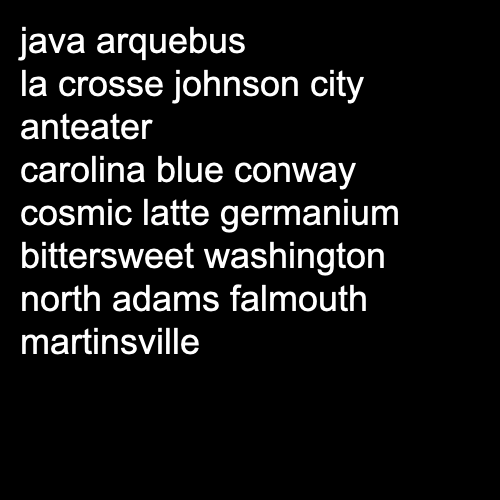 java arquebus
la crosse johnson city
anteater
carolina blue conway
cosmic latte germanium
bittersweet washington
north adams falmouth
martinsville